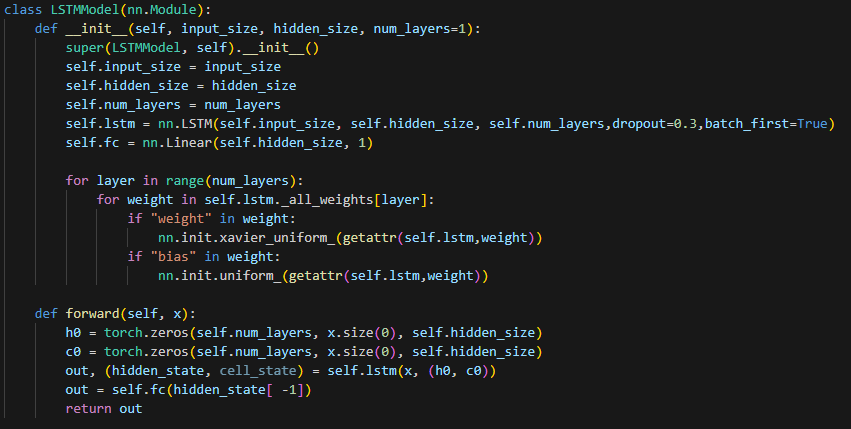 class LSTMModel(nn.Module):
    def __init__(self, input_size, hidden_size, num_layers=1):
        super(LSTMModel, self).__init__()
        self.input_size = input_size
        self.hidden_size = hidden_size
        self.num_layers = num_layers
        self.lstm = nn.LSTM(self.input_size, self.hidden_size, self.num_layers,dropout=0.3,batch_first=True)
        self.fc = nn.Linear(self.hidden_size, 1)

        for layer in range(num_layers):
            for weight in self.lstm._all_weights[layer]:
                if "weight" in weight:
                    nn.init.xavier_uniform_(getattr(self.lstm,weight))
                if "bias" in weight:
                    nn.init.uniform_(getattr(self.lstm,weight))

    def forward(self, x):
        h0 = torch.zeros(self.num_layers, x.size(0), self.hidden_size)
        c0 = torch.zeros(self.num_layers, x.size(0), self.hidden_size)
        out, (hidden_state, cell_state) = self.lstm(x, (h0, c0))
        out = self.fc(hidden_state[ -1])
        return out